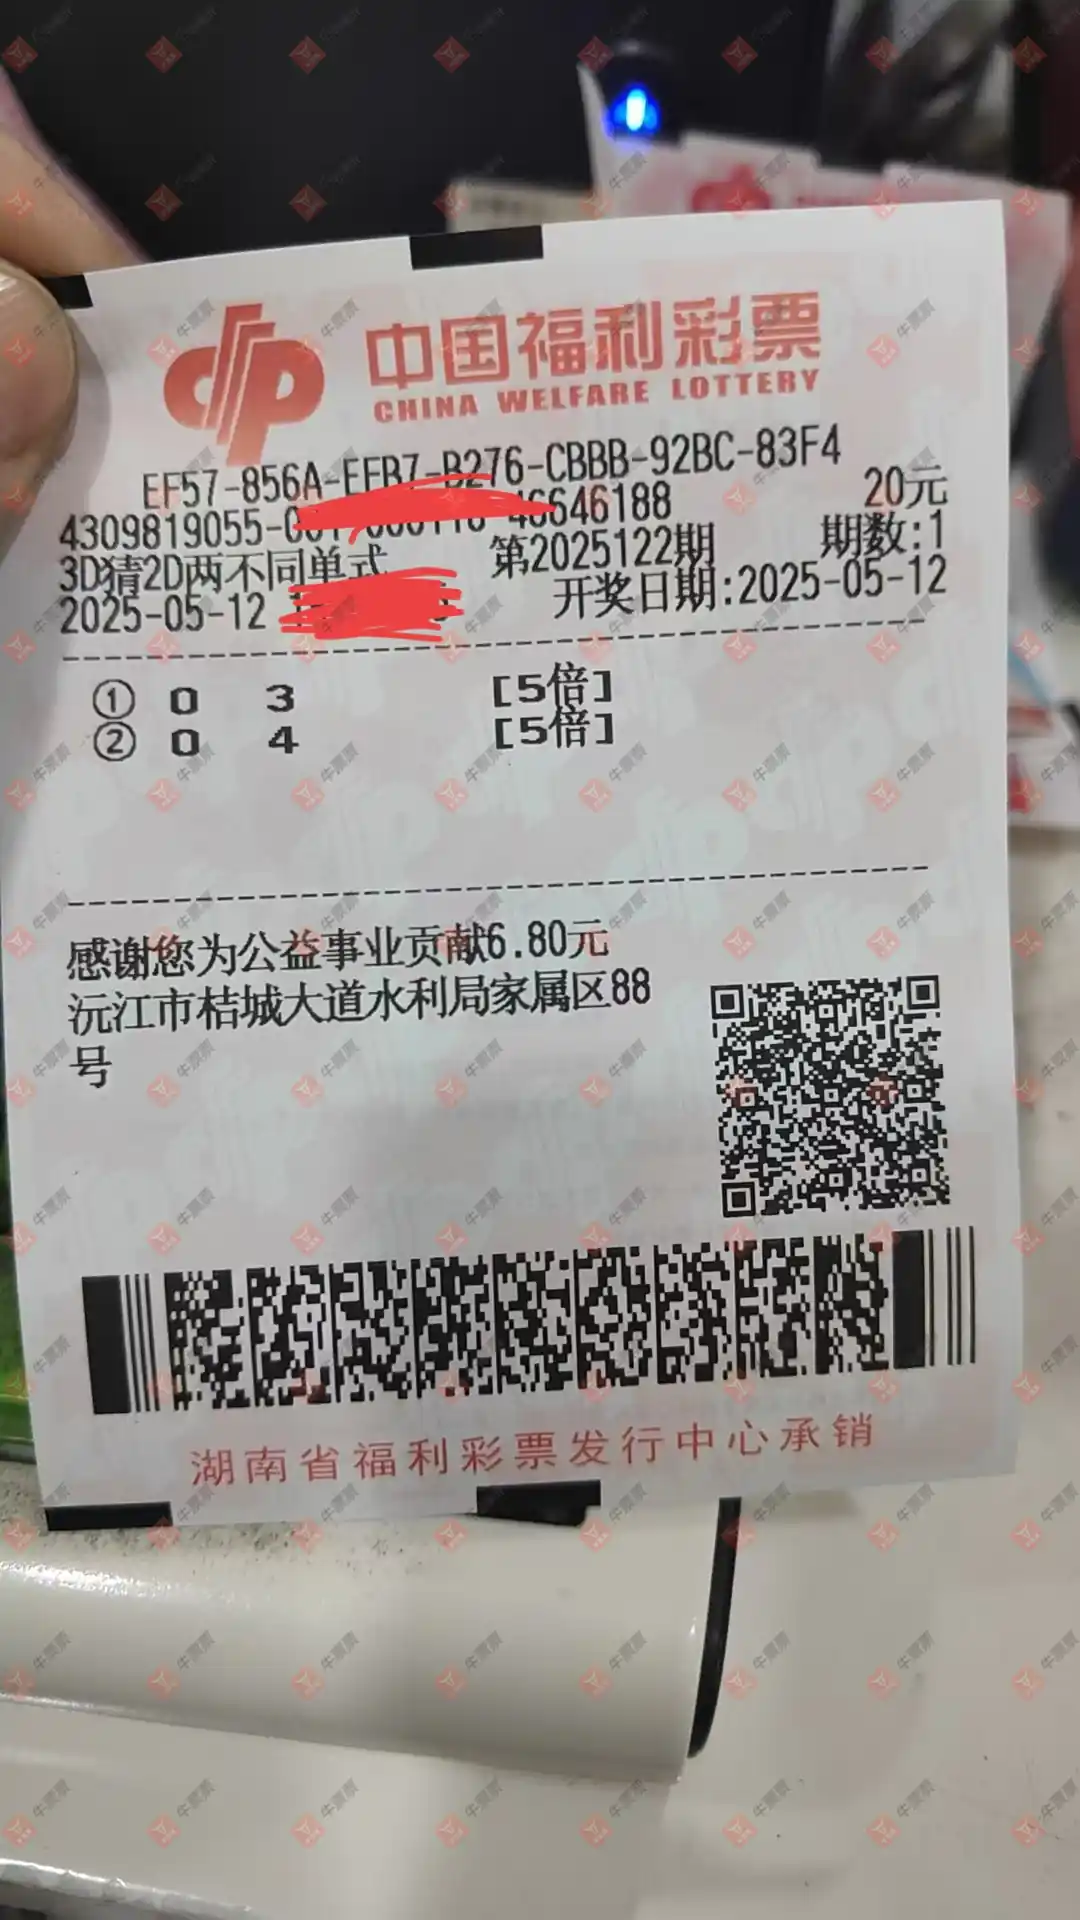 中国福利彩票
CHINA WELFARE LOTTERY
EF57-856A-EFB7-B276-CBBB-92BC-83F4
4309819055- 46646188 20元
3D猜2D两不同单式 第2025122期 期数:1
2025-05-12 开奖日期:2025-05-12
① 0 3 [5倍]
② 0 4 [5倍]
感谢您为公益事业贡献6.80元
沅江市桔城大道水利局家属区88
号
湖南省福利彩票发行中心承销
牛票票